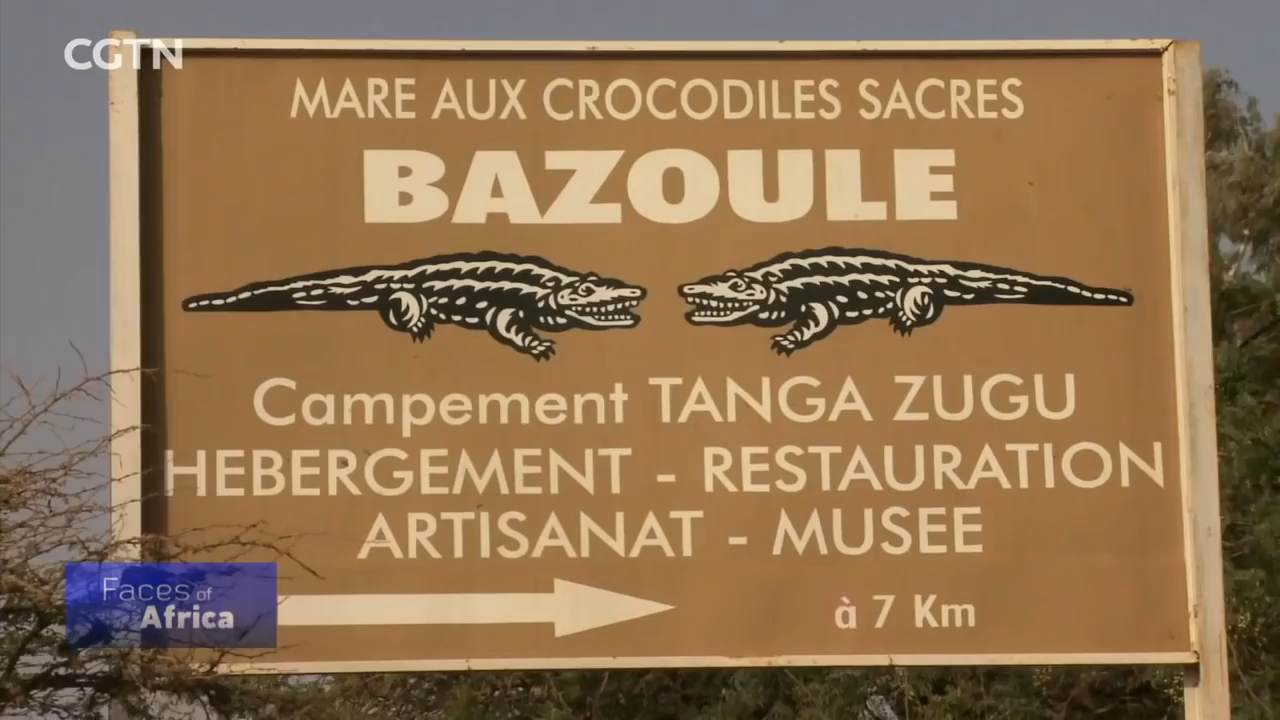 CGTN
MARE AUX CROCODILES SACRES
BAZOULE
Campement TANGA ZUGU
HEBERGEMENT - RESTAURATION
ARTISANAT - MUSEE
à 7 Km
Faces of
Africa